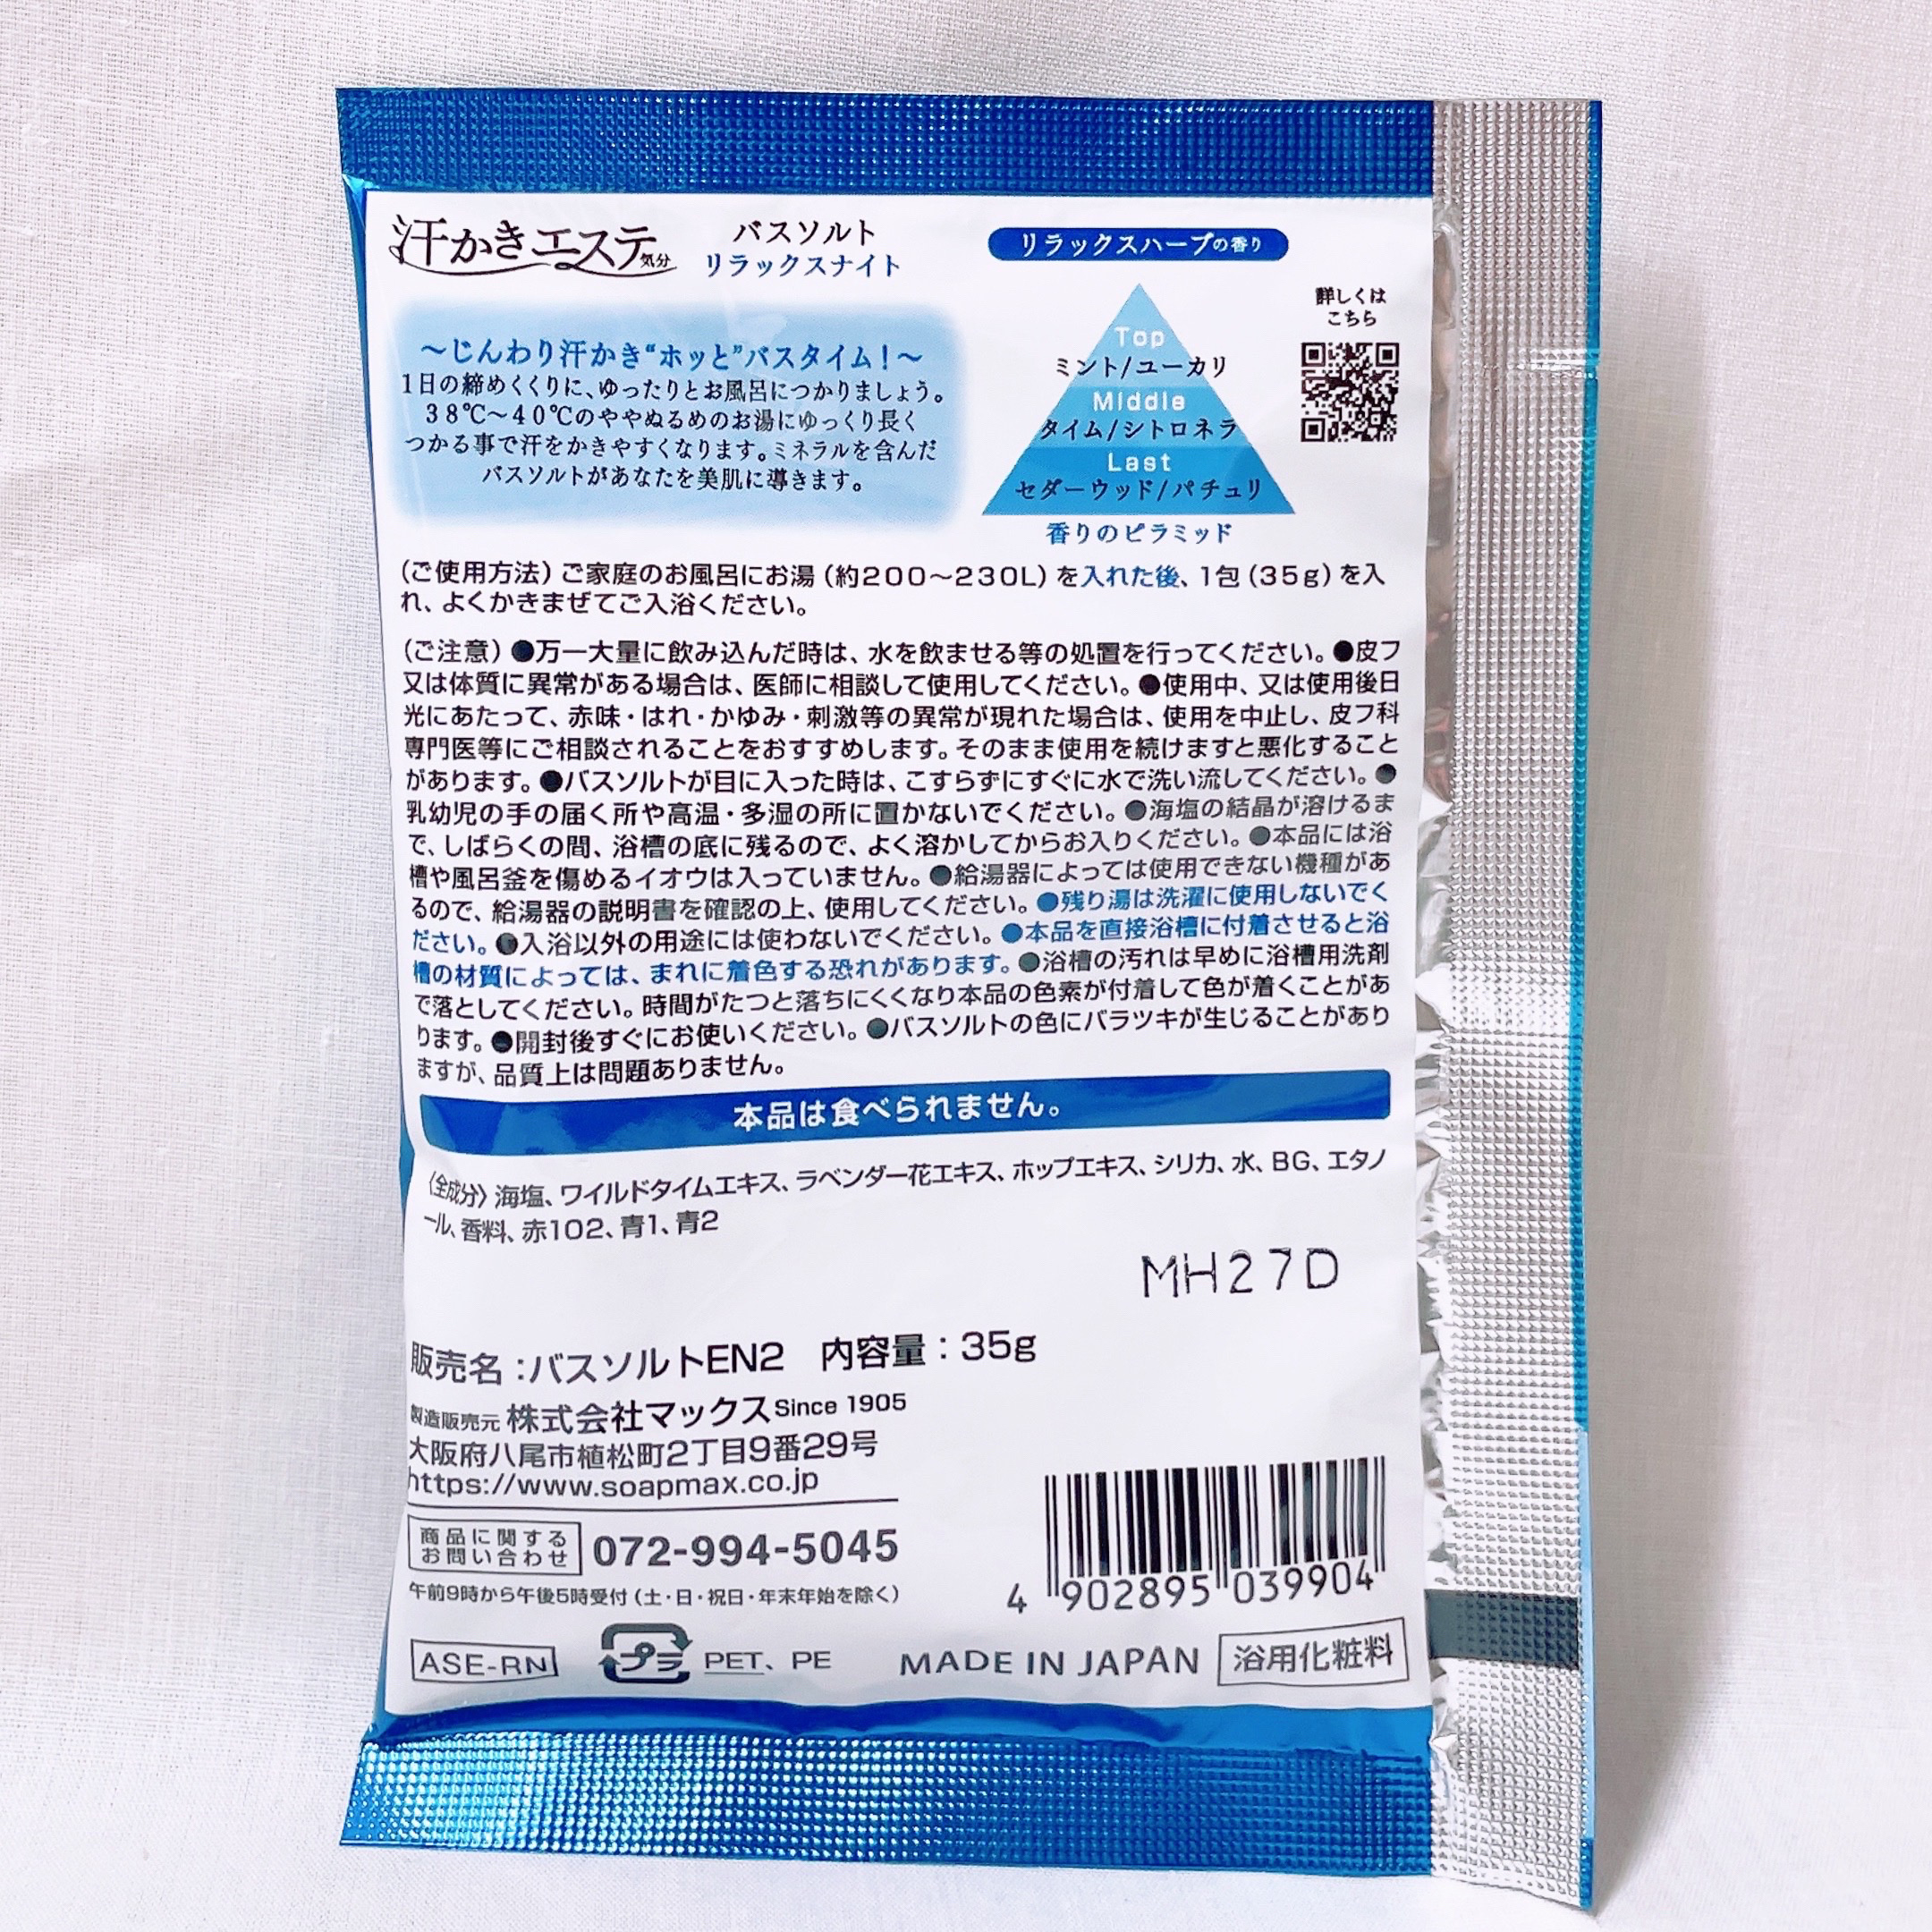 汗かきエステ気分
バスソルト
リラックスナイト
リラックスハーブの香り
詳しくは
こちら
Top
ミント/ユーカリ
Middle
タイム/シトロネラ
Last
セダーウッド/パチュリ
香りのピラミッド
～じんわり汗かき“ホッと”バスタイム！～
1日の締めくくりに、ゆったりとお風呂につかりましょう。
38℃～40℃のややぬるめのお湯にゆっくり長く
つかる事で汗をかきやすくなります。ミネラルを含んだ
バスソルトがあなたを美肌に導きます。
（ご使用方法）ご家庭のお風呂にお湯（約200～230L）を入れた後、1包（35g）を入
れ、よくかきまぜてご入浴ください。
（ご注意）●万一大量に飲み込んだ時は、水を飲ませる等の処置を行ってください。●皮フ
又は体質に異常がある場合は、医師に相談して使用してください。●使用中、又は使用後日
光にあたって、赤味・はれ・かゆみ・刺激等の異常が現れた場合は、使用を中止し、皮フ科
専門医等にご相談されることをおすすめします。そのまま使用を続けますと悪化すること
があります。●バスソルトが目に入った時は、こすらずにすぐに水で洗い流してください。●
乳幼児の手の届く所や高温・多湿の所に置かないでください。●海塩の結晶が溶けるま
で、しばらくの間、浴槽の底に残るので、よく溶かしてからお入りください。●本品には浴
槽や風呂釜を傷めるイオウは入っていません。●給湯器によっては使用できない機種があ
るので、給湯器の説明書を確認の上、使用してください。●残り湯は洗濯に使用しないでく
ださい。●入浴以外の用途には使わないでください。●本品を直接浴槽に付着させると浴
槽の材質によっては、まれに着色する恐れがあります。●浴槽の汚れは早めに浴槽用洗剤
で落としてください。時間がたつと落ちにくくなり本品の色素が付着して色が着くことがあ
ります。●開封後すぐにお使いください。●バスソルトの色にバラツキが生じることがあり
ますが、品質上は問題ありません。
本品は食べられません。
〈全成分〉海塩、ワイルドタイムエキス、ラベンダー花エキス、ホップエキス、シリカ、水、BG、エタノ
ール、香料、赤102、青1、青2
MH27D
販売名：バスソルトEN2 内容量：35g
製造販売元 株式会社マックス Since 1905
大阪府八尾市植松町2丁目9番29号
https://www.soapmax.co.jp
商品に関する
お問い合わせ
072-994-5045
午前9時から午後5時受付（土・日・祝日・年末年始を除く）
4 902895 039904
ASE-RN
プラ
PET、PE
MADE IN JAPAN
浴用化粧料